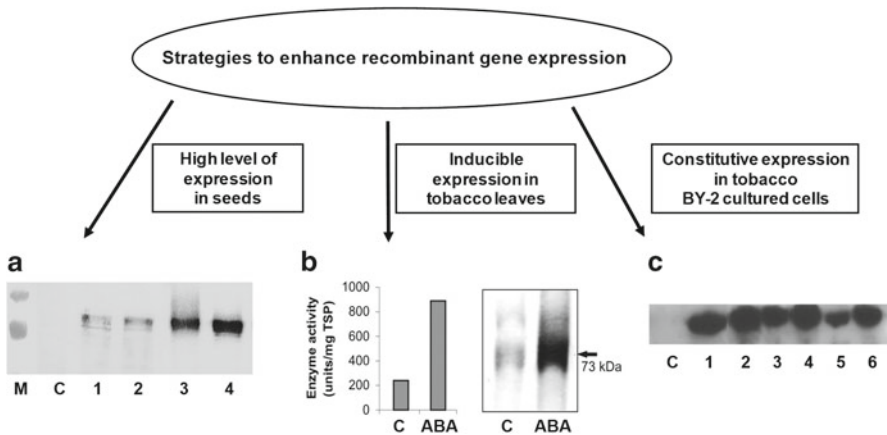 Strategies to enhance recombinant gene expression
High level of
expression
in seeds
Inducible
expression in
tobacco leaves
Constitutive expression
in tobacco
BY-2 cultured cells
a
M C 1 2 3 4
b
Enzyme activity
(units/mg TSP)
1000
800
600
400
200
0
C ABA
73 kDa
C ABA
c
C 1 2 3 4 5 6